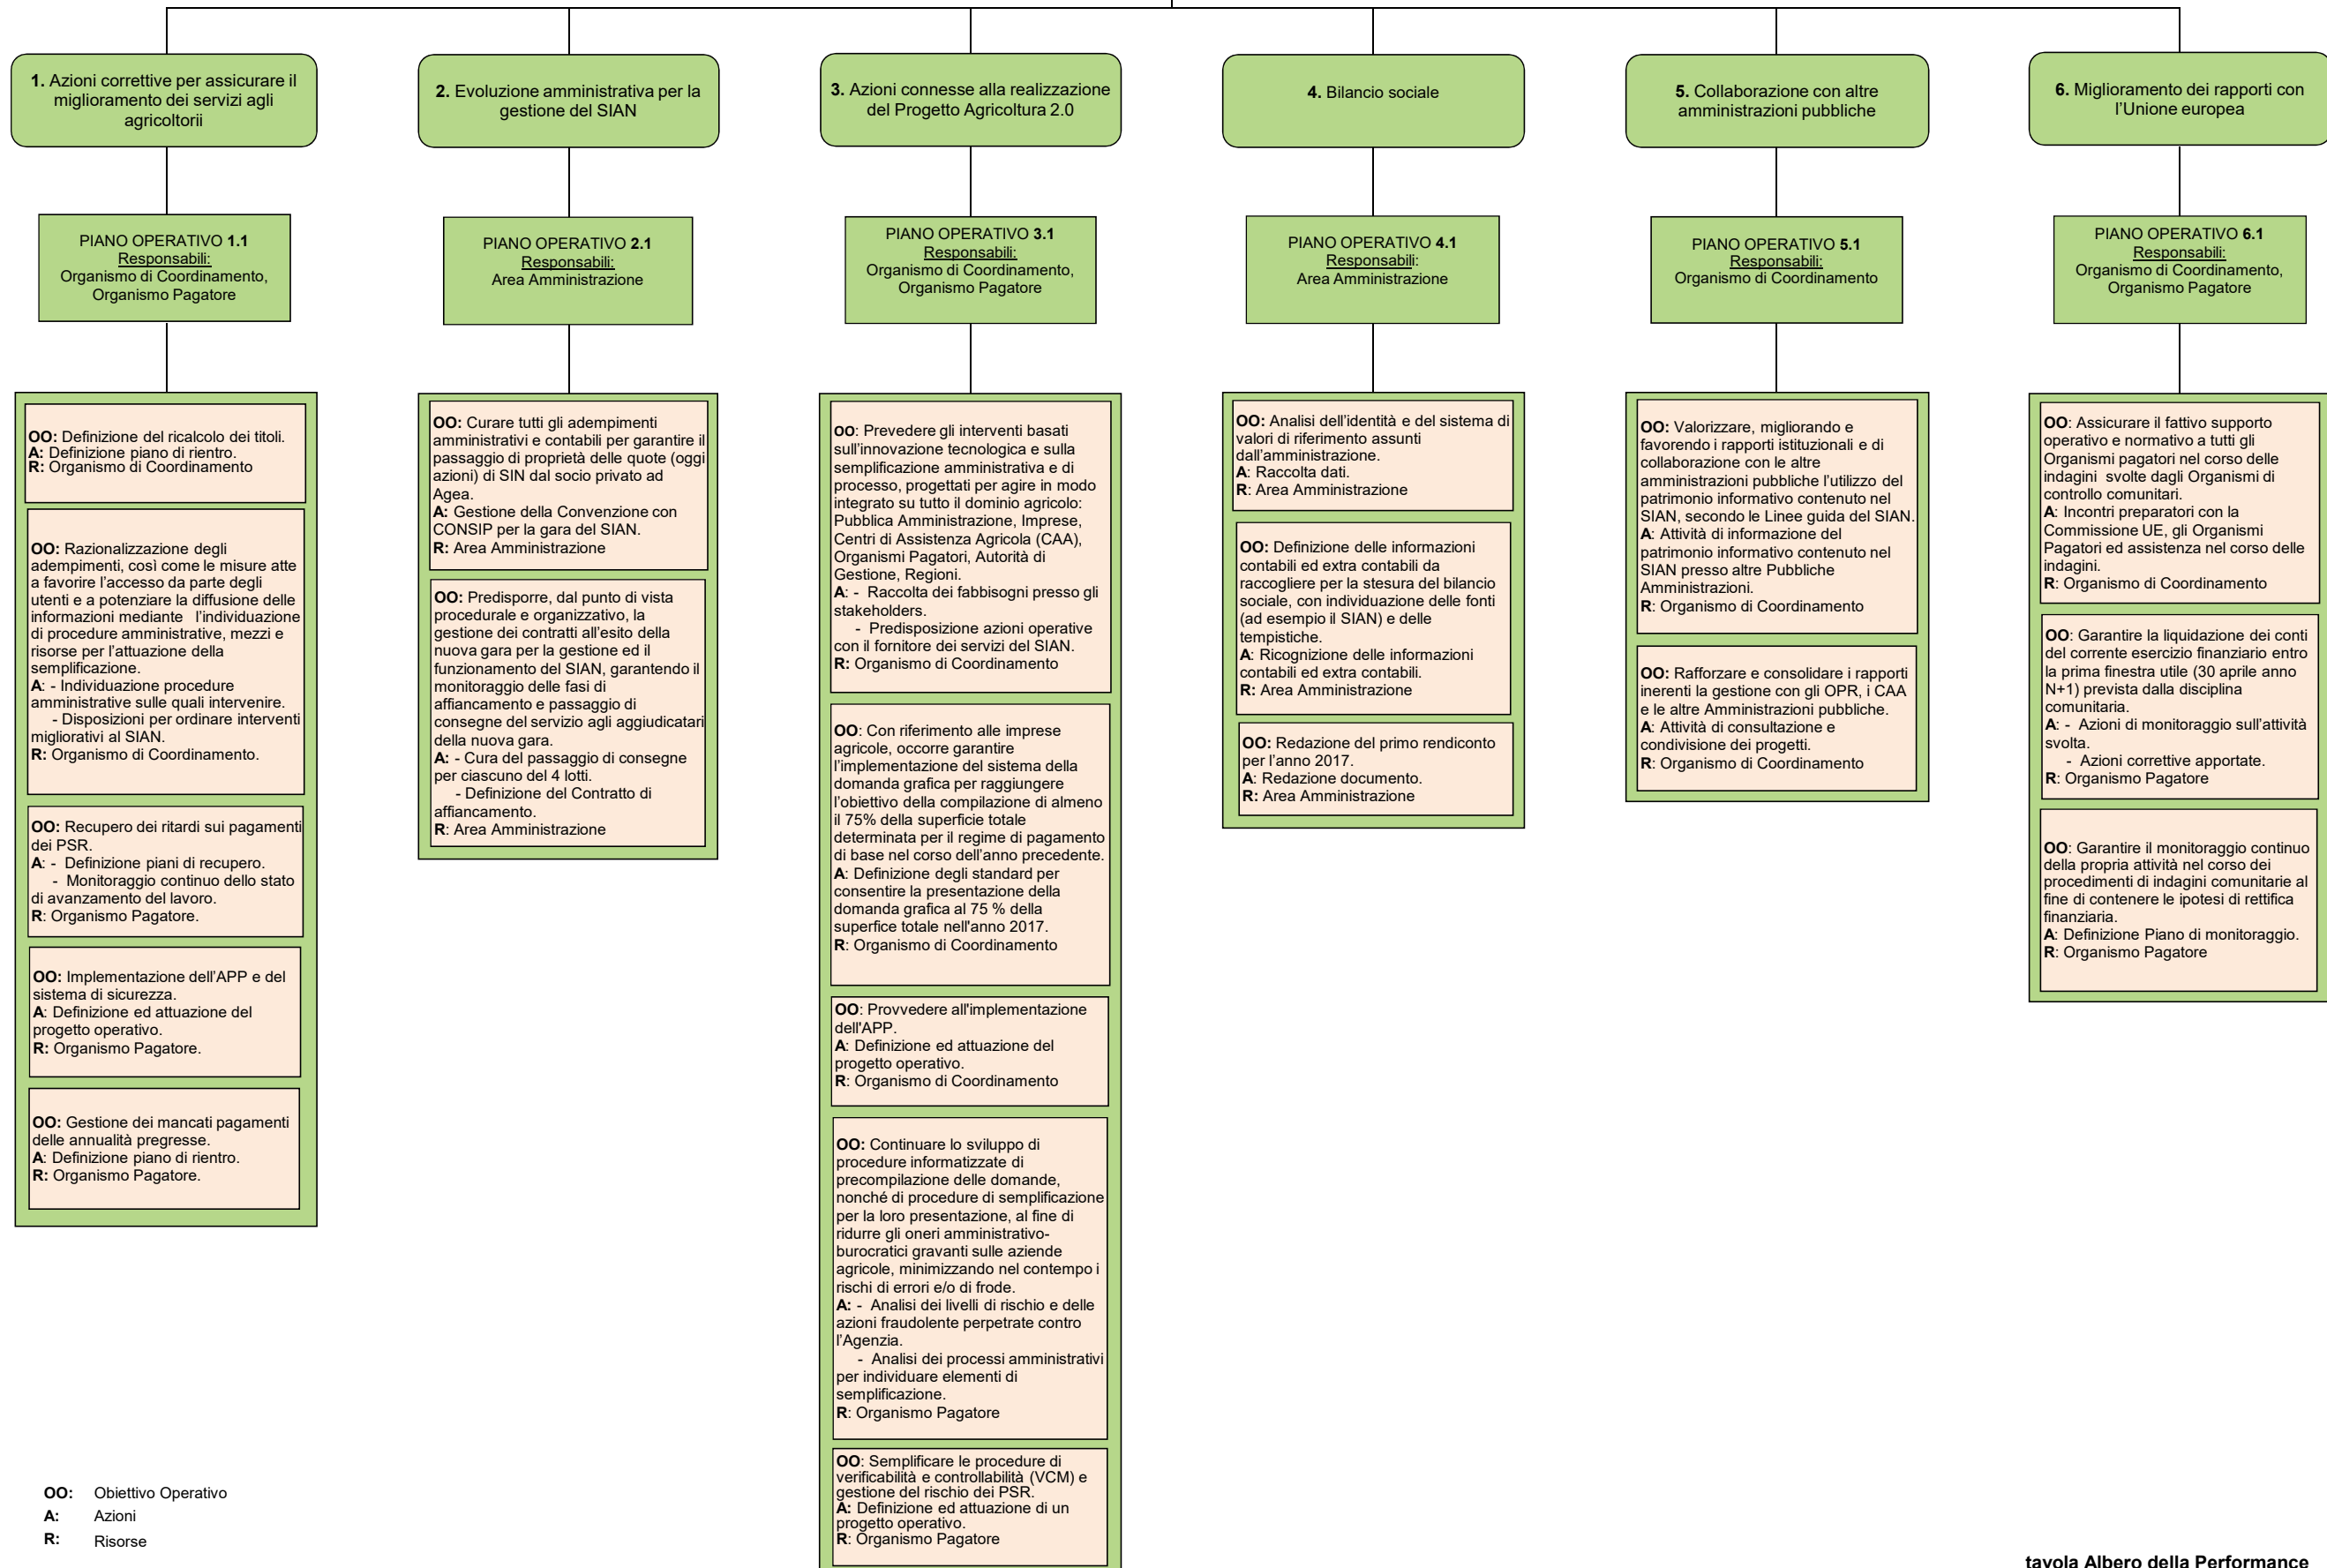 1. Azioni correttive per assicurare il
miglioramento dei servizi agli
agricoltorii
2. Evoluzione amministrativa per la
gestione del SIAN
3. Azioni connesse alla realizzazione
del Progetto Agricoltura 2.0
4. Bilancio sociale
5. Collaborazione con altre
amministrazioni pubbliche
6. Miglioramento dei rapporti con
l'Unione europea
PIANO OPERATIVO 1.1
Responsabili:
Organismo di Coordinamento,
Organismo Pagatore
PIANO OPERATIVO 2.1
Responsabili:
Area Amministrazione
PIANO OPERATIVO 3.1
Responsabili:
Organismo di Coordinamento,
Organismo Pagatore
PIANO OPERATIVO 4.1
Responsabili:
Area Amministrazione
PIANO OPERATIVO 5.1
Responsabili:
Organismo di Coordinamento
PIANO OPERATIVO 6.1
Responsabili:
Organismo di Coordinamento,
Organismo Pagatore
OO: Definizione del ricalcolo dei titoli.
A: Definizione piano di rientro.
R: Organismo di Coordinamento
OO: Razionalizzazione degli
adempimenti, così come le misure atte
a favorire l'accesso da parte degli
utenti e a potenziare la diffusione delle
informazioni mediante l'individuazione
di procedure amministrative, mezzi e
risorse per l'attuazione della
semplificazione.
A: - Individuazione procedure
amministrative sulle quali intervenire.
- Disposizioni per ordinare interventi
migliorativi al SIAN.
R: Organismo di Coordinamento.
OO: Recupero dei ritardi sui pagamenti
dei PSR.
A: - Definizione piani di recupero.
- Monitoraggio continuo dello stato
di avanzamento del lavoro.
R: Organismo Pagatore.
OO: Implementazione dell'APP e del
sistema di sicurezza.
A: Definizione ed attuazione del
progetto operativo.
R: Organismo Pagatore.
OO: Gestione dei mancati pagamenti
delle annualità pregresse.
A: Definizione piano di rientro.
R: Organismo Pagatore.
OO: Curare tutti gli adempimenti
amministrativi e contabili per garantire il
passaggio di proprietà delle quote (oggi
azioni) di SIN dal socio privato ad
Agea.
A: Gestione della Convenzione con
CONSIP per la gara del SIAN.
R: Area Amministrazione
OO: Predisporre, dal punto di vista
procedurale e organizzativo, la
gestione dei contratti all'esito della
nuova gara per la gestione ed il
funzionamento del SIAN, garantendo il
monitoraggio delle fasi di
affiancamento e passaggio di
consegne del servizio agli aggiudicatari
della nuova gara.
A: - Cura del passaggio di consegne
per ciascuno del 4 lotti.
- Definizione del Contratto di
affiancamento.
R: Area Amministrazione
OO: Prevedere gli interventi basati
sull'innovazione tecnologica e sulla
semplificazione amministrativa e di
processo, progettati per agire in modo
integrato su tutto il dominio agricolo:
Pubblica Amministrazione, Imprese,
Centri di Assistenza Agricola (CAA),
Organismi Pagatori, Autorità di
Gestione, Regioni.
A: - Raccolta dei fabbisogni presso gli
stakeholders.
- Predisposizione azioni operative
con il fornitore dei servizi del SIAN.
R: Organismo di Coordinamento
OO: Con riferimento alle imprese
agricole, occorre garantire
l'implementazione del sistema della
domanda grafica per raggiungere
l'obiettivo della compilazione di almeno
il 75% della superficie totale
determinata per il regime di pagamento
di base nel corso dell'anno precedente.
A: Definizione degli standard per
consentire la presentazione della
domanda grafica al 75 % della
superfice totale nell'anno 2017.
R: Organismo di Coordinamento
OO: Provvedere all'implementazione
dell'APP.
A: Definizione ed attuazione del
progetto operativo.
R: Organismo di Coordinamento
OO: Continuare lo sviluppo di
procedure informatizzate di
precompilazione delle domande,
nonché di procedure di semplificazione
per la loro presentazione, al fine di
ridurre gli oneri amministrativo-
burocratici gravanti sulle aziende
agricole, minimizzando nel contempo i
rischi di errori e/o di frode.
A: - Analisi dei livelli di rischio e delle
azioni fraudolente perpetrate contro
l'Agenzia.
- Analisi dei processi amministrativi
per individuare elementi di
semplificazione.
R: Organismo Pagatore
OO: Semplificare le procedure di
verificabilità e controllabilità (VCM) e
gestione del rischio dei PSR.
A: Definizione ed attuazione di un
progetto operativo.
R: Organismo Pagatore
OO: Analisi dell'identità e del sistema di
valori di riferimento assunti
dall'amministrazione.
A: Raccolta dati.
R: Area Amministrazione
OO: Definizione delle informazioni
contabili ed extra contabili da
raccogliere per la stesura del bilancio
sociale, con individuazione delle fonti
(ad esempio il SIAN) e delle
tempistiche.
A: Ricognizione delle informazioni
contabili ed extra contabili.
R: Area Amministrazione
OO: Redazione del primo rendiconto
per l'anno 2017.
A: Redazione documento.
R: Area Amministrazione
OO: Valorizzare, migliorando e
favorendo i rapporti istituzionali e di
collaborazione con le altre
amministrazioni pubbliche l'utilizzo del
patrimonio informativo contenuto nel
SIAN, secondo le Linee guida del SIAN.
A: Attività di informazione del
patrimonio informativo contenuto nel
SIAN presso altre Pubbliche
Amministrazioni.
R: Organismo di Coordinamento
OO: Rafforzare e consolidare i rapporti
inerenti la gestione con gli OPR, i CAA
e le altre Amministrazioni pubbliche.
A: Attività di consultazione e
condivisione dei progetti.
R: Organismo di Coordinamento
OO: Assicurare il fattivo supporto
operativo e normativo a tutti gli
Organismi pagatori nel corso delle
indagini svolte dagli Organismi di
controllo comunitari.
A: Incontri preparatori con la
Commissione UE, gli Organismi
Pagatori ed assistenza nel corso delle
indagini.
R: Organismo di Coordinamento
OO: Garantire la liquidazione dei conti
del corrente esercizio finanziario entro
la prima finestra utile (30 aprile anno
N+1) prevista dalla disciplina
comunitaria.
A: - Azioni di monitoraggio sull'attività
svolta.
- Azioni correttive apportate.
R: Organismo Pagatore
OO: Garantire il monitoraggio continuo
della propria attività nel corso dei
procedimenti di indagini comunitarie al
fine di contenere le ipotesi di rettifica
finanziaria.
A: Definizione Piano di monitoraggio.
R: Organismo Pagatore
OO: Obiettivo Operativo
A: Azioni
R: Risorse
tavola Albero della Performance